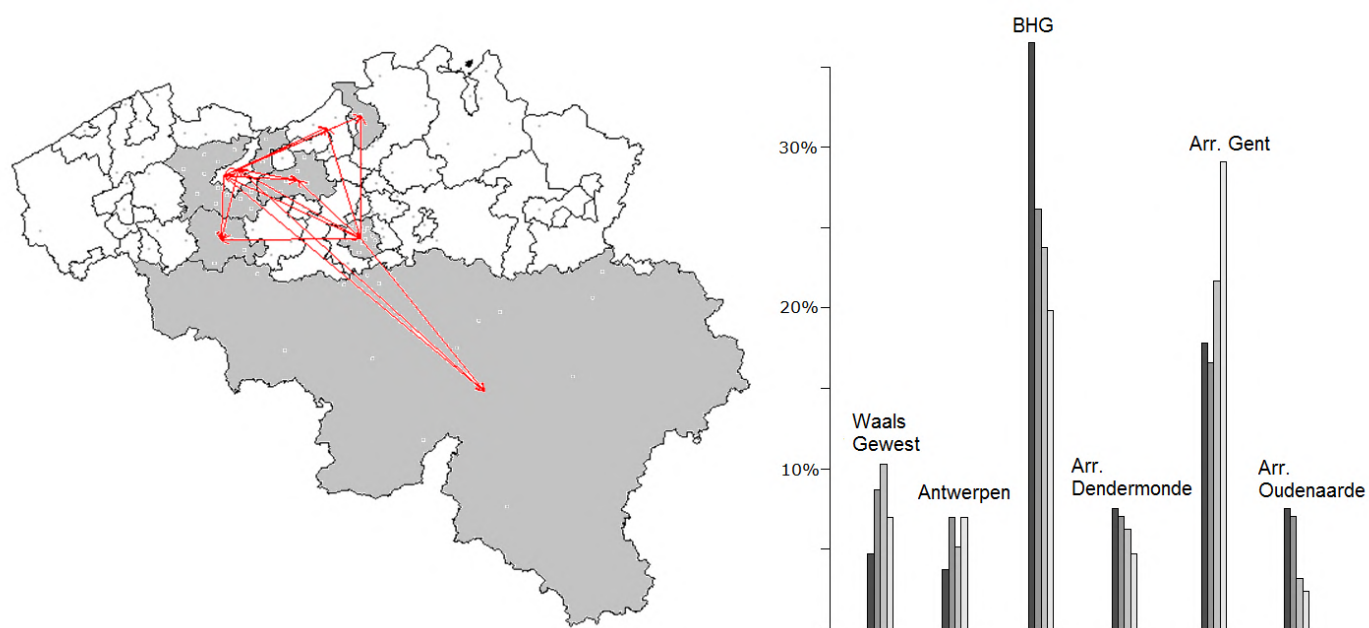 BHG
30%
Arr. Gent
20%
Waals
Gewest
10%
Antwerpen
Arr.
Dendermonde
Arr.
Oudenaarde